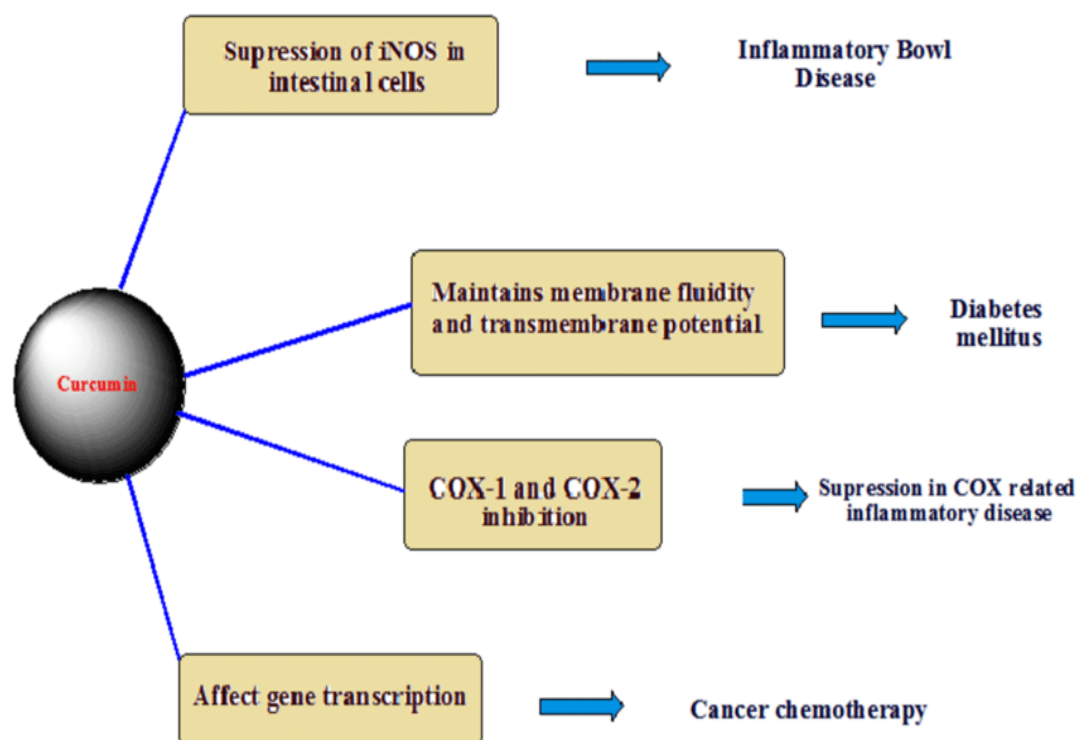 Supression of iNOS in
intestinal cells
Inflammatory Bowl
Disease
Maintains membrane fluidity
and transmembrane potential
Diabetes
mellitus
Curcumin
COX-1 and COX-2
inhibition
Supression in COX related
inflammatory disease
Affect gene transcription
Cancer chemotherapy